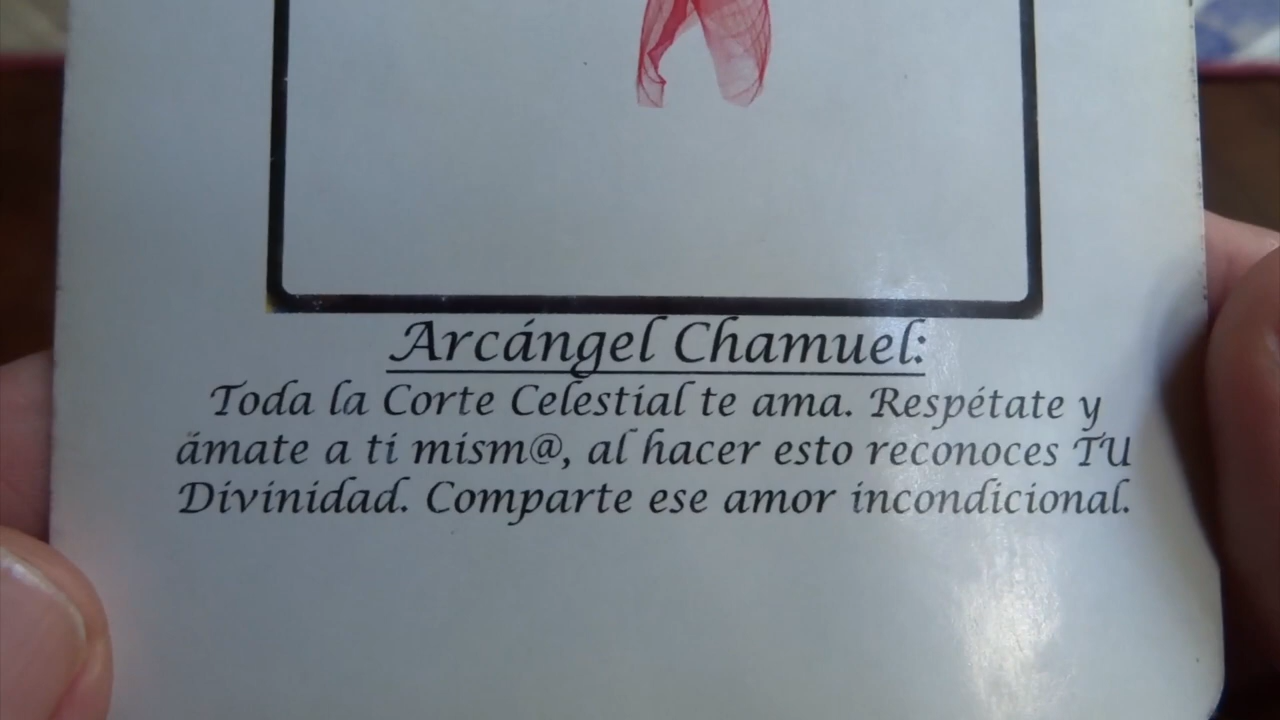 Arcángel Chamuel:
Toda la Corte Celestial te ama. Respétate y
ámate a ti mism@, al hacer esto reconoces TU
Divinidad. Comparte ese amor incondicional.